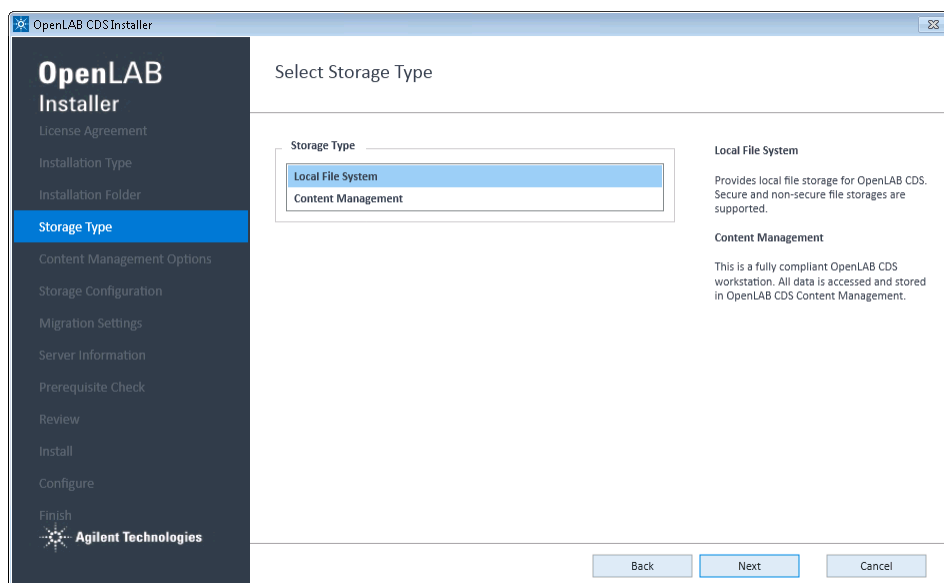 OpenLAB CDS Installer
OpenLAB
Installer
License Agreement
Installation Type
Installation Folder
Storage Type
Content Management Options
Storage Configuration
Migration Settings
Server Information
Prerequisite Check
Review
Install
Configure
Finish
Agilent Technologies
Select Storage Type
Storage Type
Local File System
Content Management
Local File System
Provides local file storage for OpenLAB CDS.
Secure and non-secure file storages are
supported.
Content Management
This is a fully compliant OpenLAB CDS
workstation. All data is accessed and stored
in OpenLAB CDS Content Management.
Back
Next
Cancel